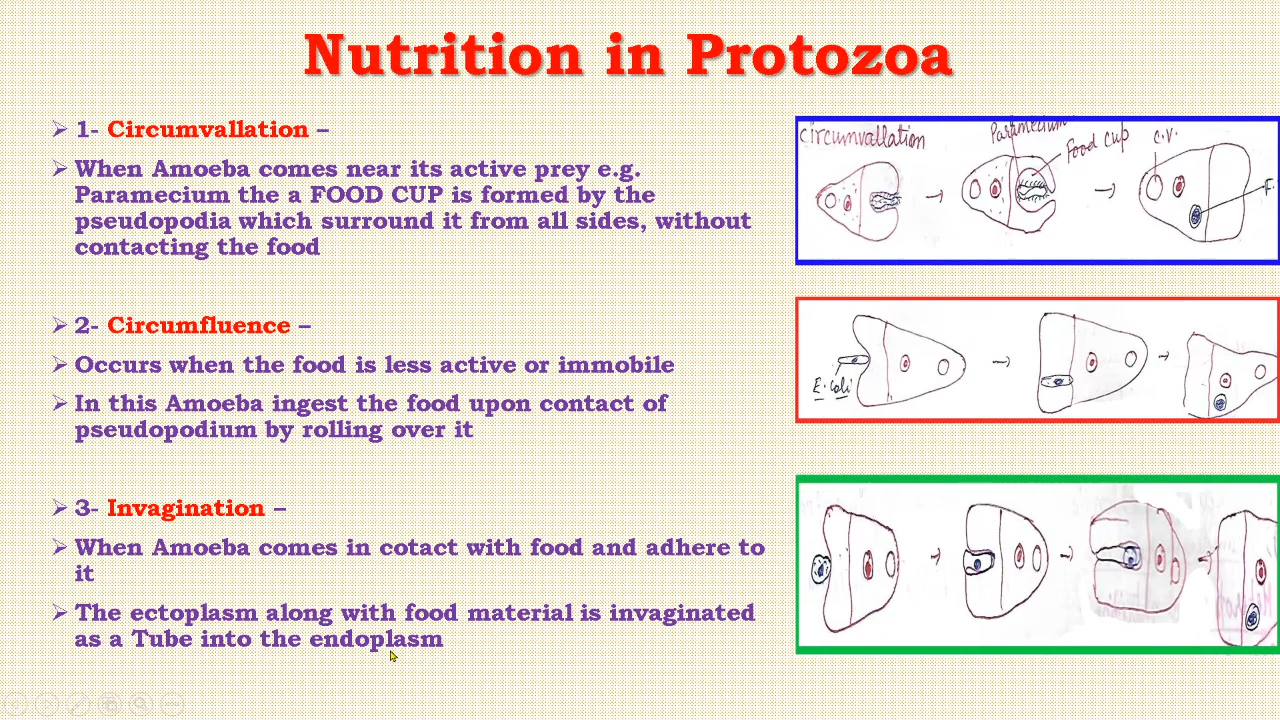 Nutrition in Protozoa
1- Circumvallation –
When Amoeba comes near its active prey e.g.
Paramecium the a FOOD CUP is formed by the
pseudopodia which surround it from all sides, without
contacting the food
2- Circumfluence –
Occurs when the food is less active or immobile
In this Amoeba ingest the food upon contact of
pseudopodium by rolling over it
3- Invagination –
When Amoeba comes in cotact with food and adhere to
it
The ectoplasm along with food material is invaginated
as a Tube into the endoplasm
Circumvallation
Paramecium
Food cup
C.V.
F.
E. Coli